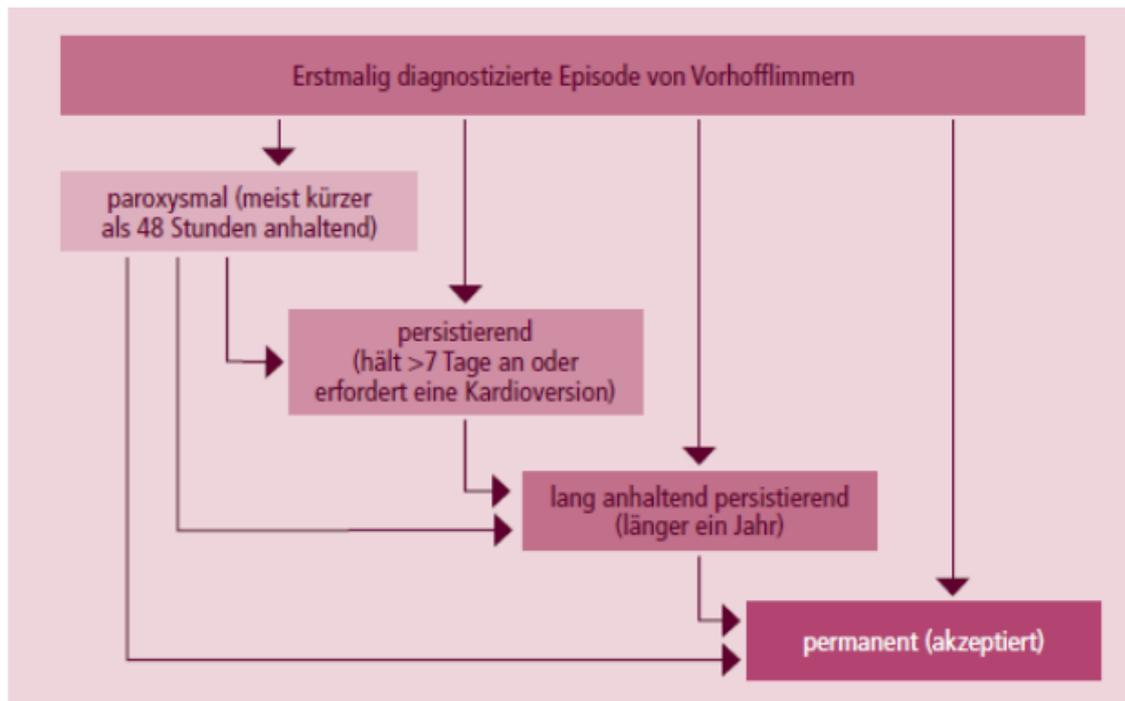 Erstmalig diagnostizierte Episode von Vorhofflimmern
paroxysmal (meist kürzer
als 48 Stunden anhaltend)
persistierend
(hält >7 Tage an oder
erfordert eine Kardioversion)
lang anhaltend persistierend
(länger ein Jahr)
permanent (akzeptiert)